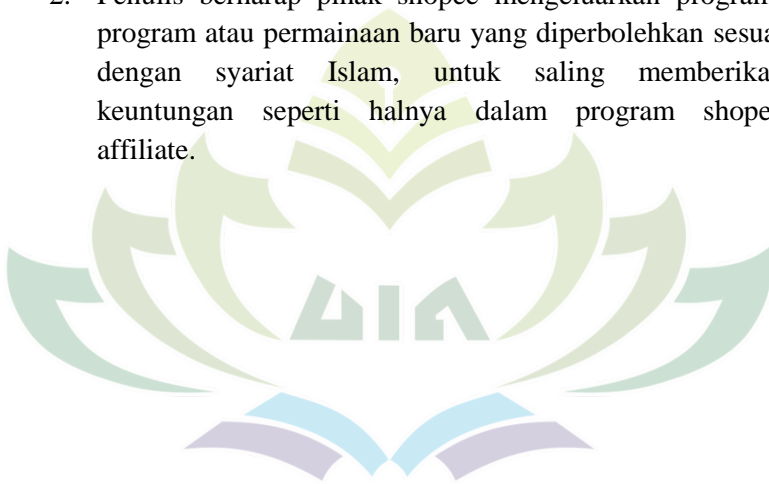 2. Penulis berharap pihak shopee mengeluarkan program
program atau permainaan baru yang diperbolehkan sesua
dengan syariat Islam, untuk saling memberika
keuntungan seperti halnya dalam program shope
affiliate.